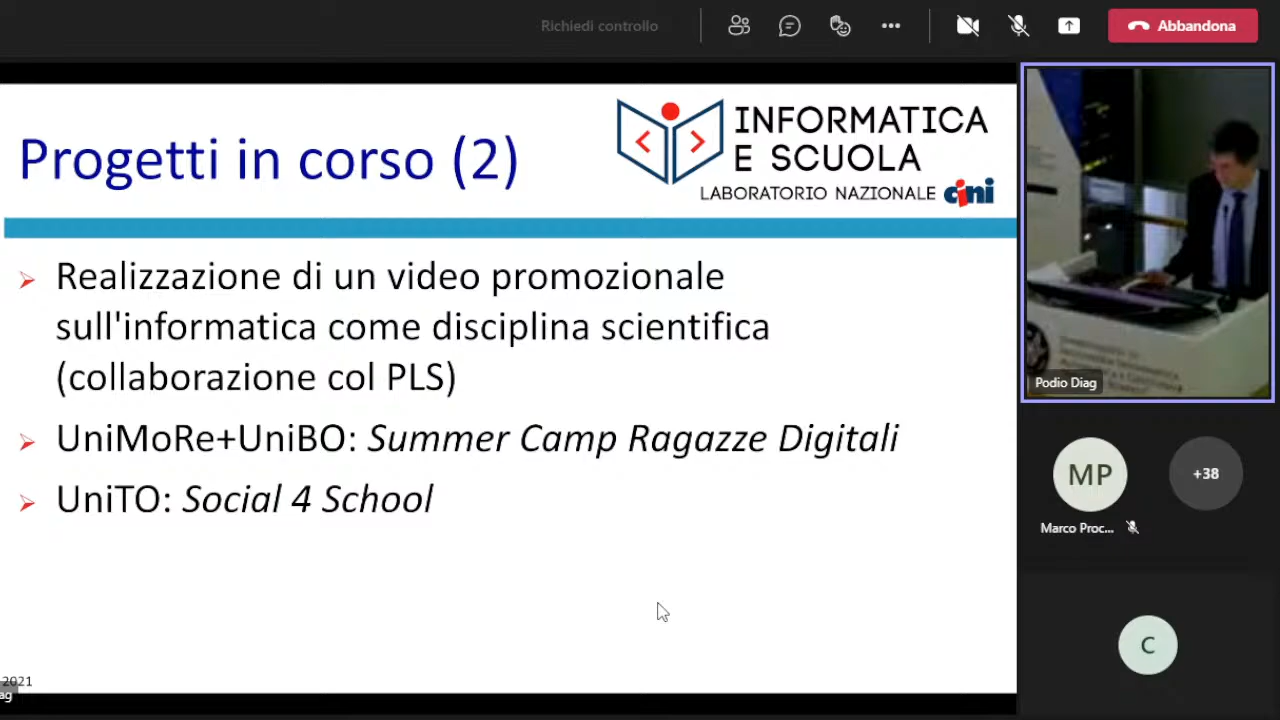 Richiedi controllo
Abbandona
Progetti in corso (2)
INFORMATICA
E SCUOLA
LABORATORIO NAZIONALE cini
Realizzazione di un video promozionale
sull'informatica come disciplina scientifica
(collaborazione col PLS)
UniMoRe+UniBO: Summer Camp Ragazze Digitali
UniTO: Social 4 School
2021
ag
Podio Diag
MP
+38
Marco Proc...
C